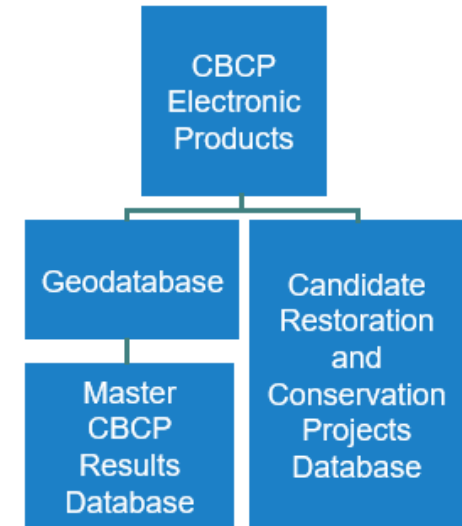 CBCP
Electronic
Products
Geodatabase
Master
CBCP
Results
Database
Candidate
Restoration
and
Conservation
Projects
Database